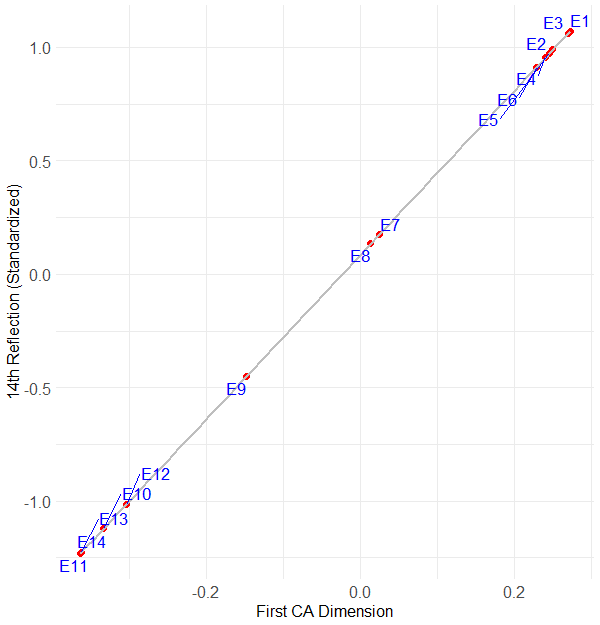 E3 E1
1.0
E2
E4
E6
E5
0.5
E7
0.0
E8
-0.5
E9
E12
E10
-1.0
E13
E14
E11
-0.2 0.0 0.2
First CA Dimension
14th Reflection (Standardized)